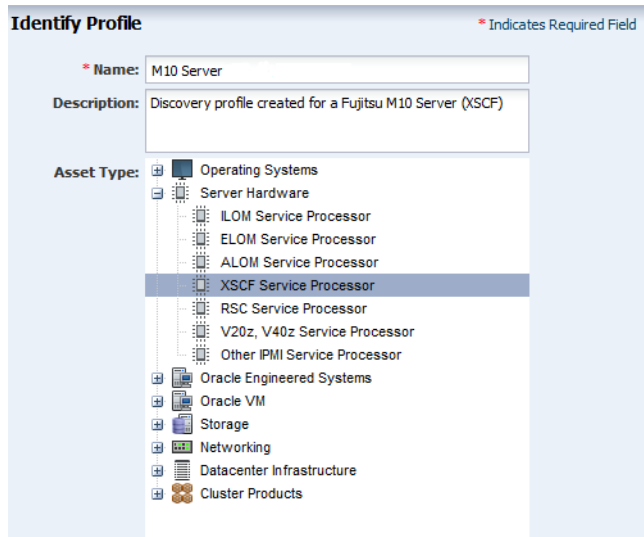 Identify Profile * Indicates Required Field
* Name: M10 Server
Description: Discovery profile created for a Fujitsu M10 Server (XSCF)
Asset Type: Operating Systems
Server Hardware
ILOM Service Processor
ELOM Service Processor
ALOM Service Processor
XSCF Service Processor
RSC Service Processor
V20z, V40z Service Processor
Other IPMI Service Processor
Oracle Engineered Systems
Oracle VM
Storage
Networking
Datacenter Infrastructure
Cluster Products